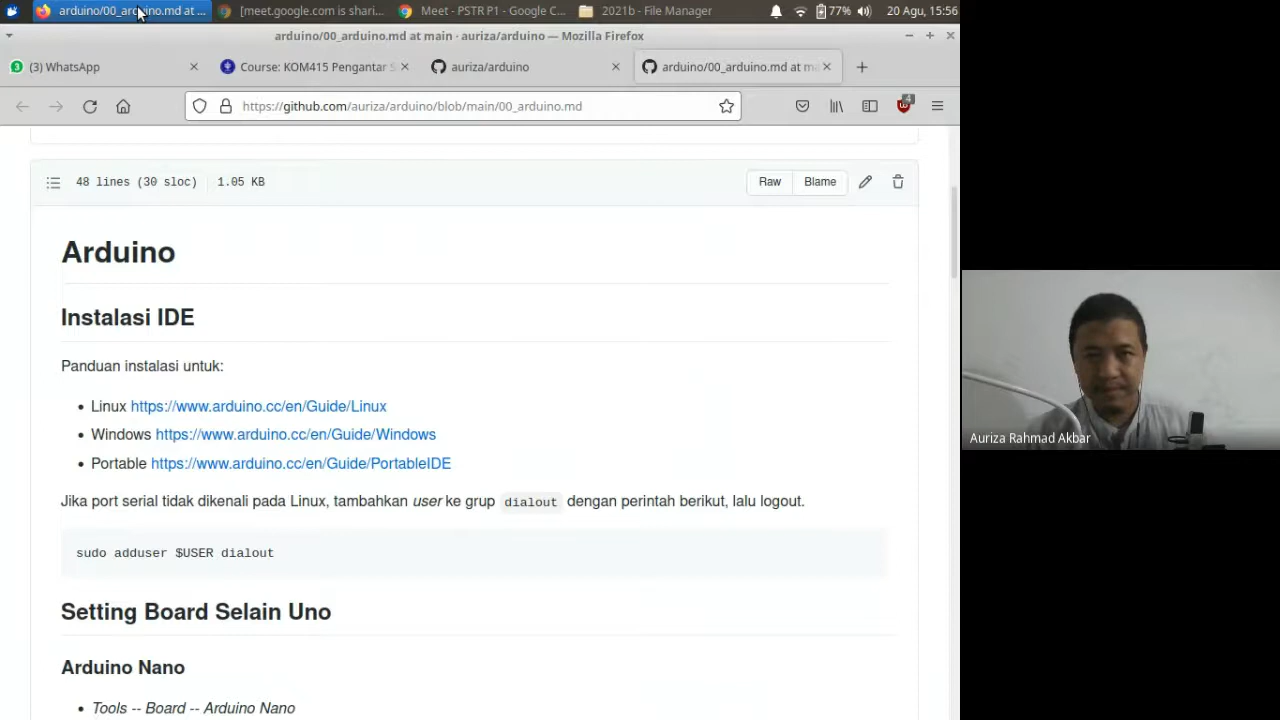 arduino/00_arduino.md at ...
[meet.google.com is shari...
Meet - PSTR P1 - Google C...
2021b - File Manager
77%
20 Agu, 15:56
arduino/00_arduino.md at main · auriza/arduino — Mozilla Firefox
(3) WhatsApp
Course: KOM415 Pengantar S
auriza/arduino
arduino/00_arduino.md at ma
https://github.com/auriza/arduino/blob/main/00_arduino.md
4
48 lines (30 sloc)
1.05 KB
Raw
Blame
Arduino
Instalasi IDE
Panduan instalasi untuk:
• Linux https://www.arduino.cc/en/Guide/Linux
• Windows https://www.arduino.cc/en/Guide/Windows
• Portable https://www.arduino.cc/en/Guide/PortableIDE
Jika port serial tidak dikenali pada Linux, tambahkan user ke grup dialout dengan perintah berikut, lalu logout.
sudo adduser $USER dialout
Setting Board Selain Uno
Arduino Nano
• Tools -- Board -- Arduino Nano
Auriza Rahmad Akbar